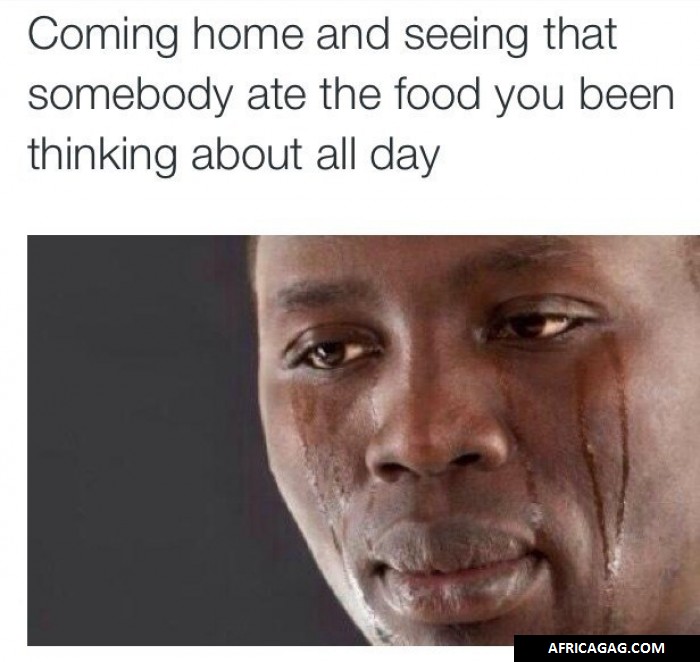 Coming home and seeing that
somebody ate the food you been
thinking about all day
AFRICAGAG.COM